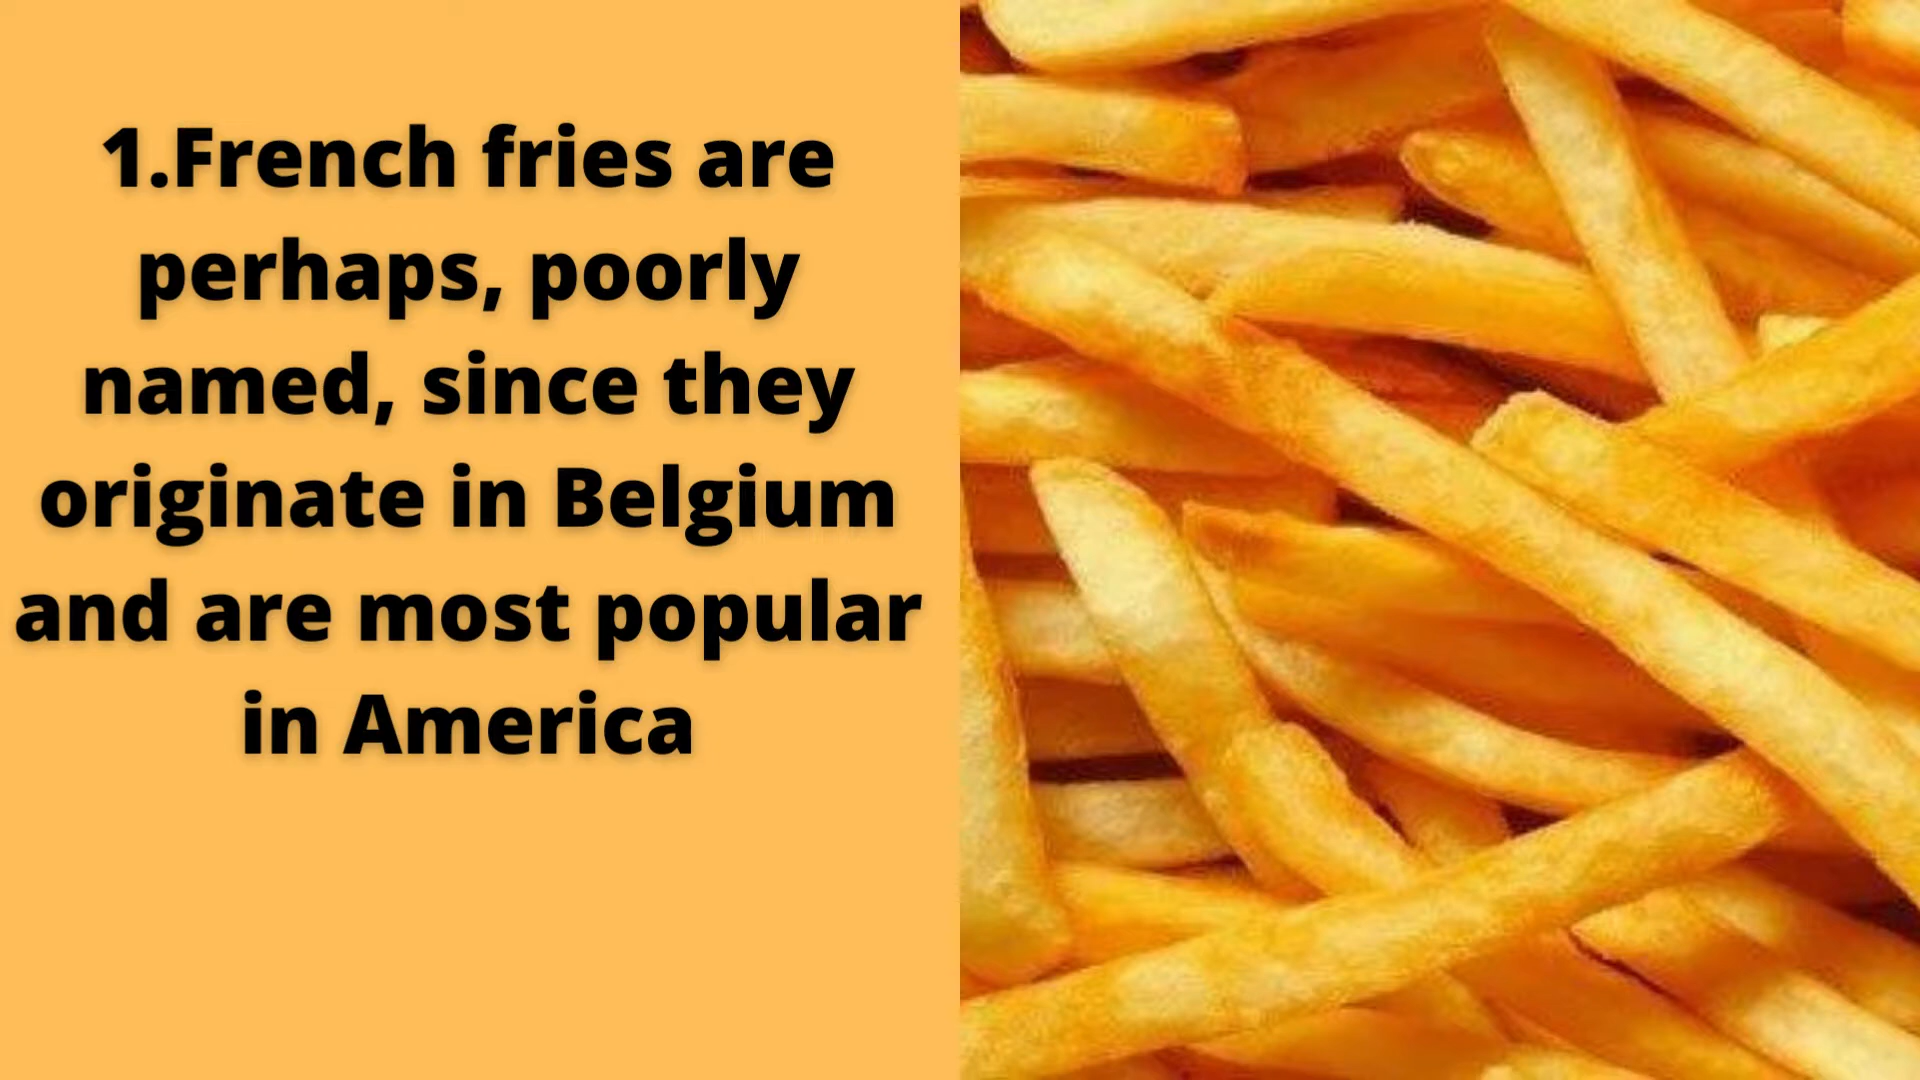 1.French fries are
perhaps, poorly
named, since they
originate in Belgium
and are most popular
in America